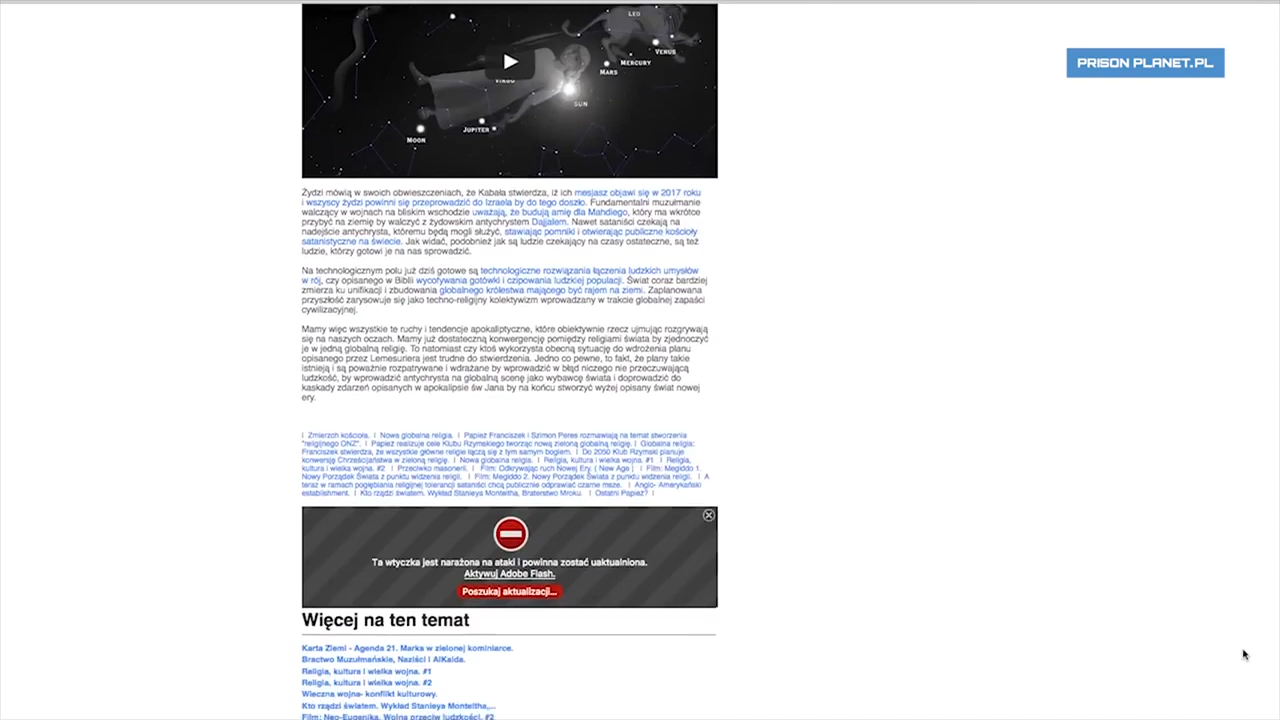 LEO
VENUS
MERCURY
MARS
VIRGO
SUN
JUPITER
MOON
PRISON PLANET.PL
Żydzi mówią w swoich obwieszczeniach, że Kabała stwierdza, iż ich mesjasz objawi się w 2017 roku
i wszyscy żydzi powinni się przeprowadzić do Izraela by do tego doszło. Fundamentalni muzułmanie
walczący w wojnach na bliskim wschodzie uważają, że budują amię dla Mahdiego, który ma wkrótce
przybyć na ziemię by walczyć z żydowskim antychrystem Dajjalem. Nawet sataniści czekają na
nadejście antychrysta, któremu będą mogli służyć, stawiając pomniki i otwierając publiczne kościoły
satanistyczne na świecie. Jak widać, podobnież jak są ludzie czekający na czasy ostateczne, są też
ludzie, którzy gotowi je na nas sprowadzić.
Na technologicznym polu już dziś gotowe są technologiczne rozwiązania łączenia ludzkich umysłów
w rój, czy opisanego w Biblii wycofywania gotówki i czipowania ludzkiej populacji. Świat coraz bardziej
zmierza ku unifikacji i zbudowania globalnego królestwa mającego być rajem na ziemi. Zaplanowana
przyszłość zarysowuje się jako techno-religijny kolektywizm wprowadzany w trakcie globalnej zapaści
cywilizacyjnej.
Mamy więc wszystkie te ruchy i tendencje apokaliptyczne, które obiektywnie rzecz ujmując rozgrywają
się na naszych oczach. Mamy już dostateczną konwergencję pomiędzy religiami świata by zjednoczyć
je w jedną globalną religię. To natomiast czy ktoś wykorzysta obecną sytuację do wdrożenia planu
opisanego przez Lemesuriera jest trudne do stwierdzenia. Jedno co pewne, to fakt, że plany takie
istnieją i są poważnie rozpatrywane i wdrażane by wprowadzić w błąd niczego nie przeczuwającą
ludzkość, by wprowadzić antychrysta na globalną scenę jako wybawcę świata i doprowadzić do
kaskady zdarzeń opisanych w apokalipsie św Jana by na końcu stworzyć wyżej opisany świat nowej
ery.
| Zmierzch kościoła. | Nowa globalna religia. | Papież Franciszek i Szimon Peres rozmawiają na temat stworzenia
"religijnego ONZ". | Papież realizuje cele Klubu Rzymskiego tworząc nową zieloną globalną religię. | Globalna religia:
Franciszek stwierdza, że wszystkie główne religie łączą się z tym samym bogiem. | Do 2050 Klub Rzymski planuje
konwersję Chrześcijaństwa w zieloną religię. | Nowa globalna religia. | Religia, kultura i wielka wojna. #1 | Religia,
kultura i wielka wojna. #2 | Przeciwko masonerii. | Film: Odkrywając ruch Nowej Ery. ( New Age ) | Film: Megiddo 1.
Nowy Porządek Świata z punktu widzenia religii. | Film: Megiddo 2. Nowy Porządek Świata z punktu widzenia religii. | A
teraz w ramach pogłębiania religijnej tolerancji sataniści chcą publicznie odprawiać czarne msze. | Anglo- Amerykański
establishment. | Kto rządzi światem. Wykład Stanleya Monteitha, Braterstwo Mroku. | Ostatni Papież? |
Ta wtyczka jest narażona na ataki i powinna zostać uaktualniona.
Aktywuj Adobe Flash.
Poszukaj aktualizacji...
Więcej na ten temat
Karta Ziemi - Agenda 21. Marks w zielonej kominiarce.
Bractwo Muzułmańskie, Naziści i AlKaida.
Religia, kultura i wielka wojna. #1
Religia, kultura i wielka wojna. #2
Wieczna wojna- konflikt kulturowy.
Kto rządzi światem. Wykład Stanleya Monteitha,...
Film: Neo-Eugenika. Wojna przeciw ludzkości. #2